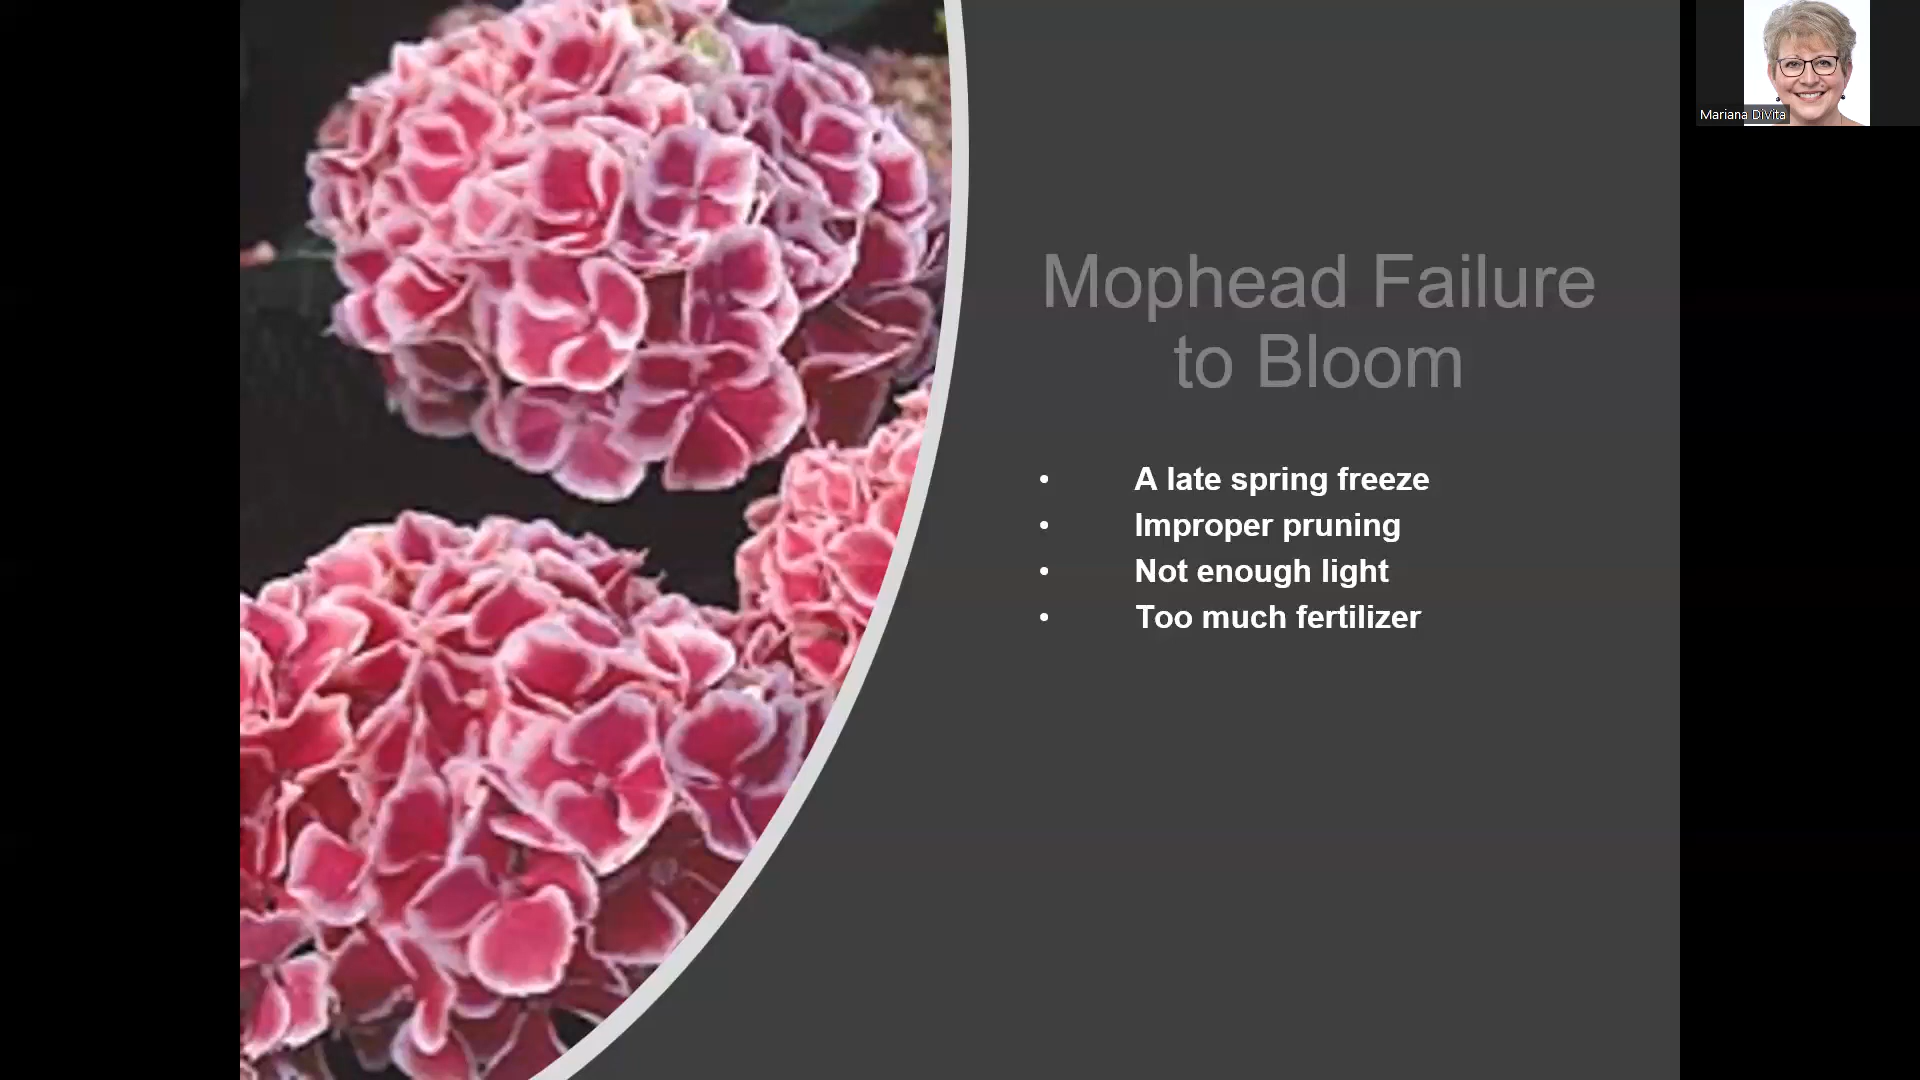 Mariana DiVita
Mophead Failure
to Bloom
• A late spring freeze
• Improper pruning
• Not enough light
• Too much fertilizer